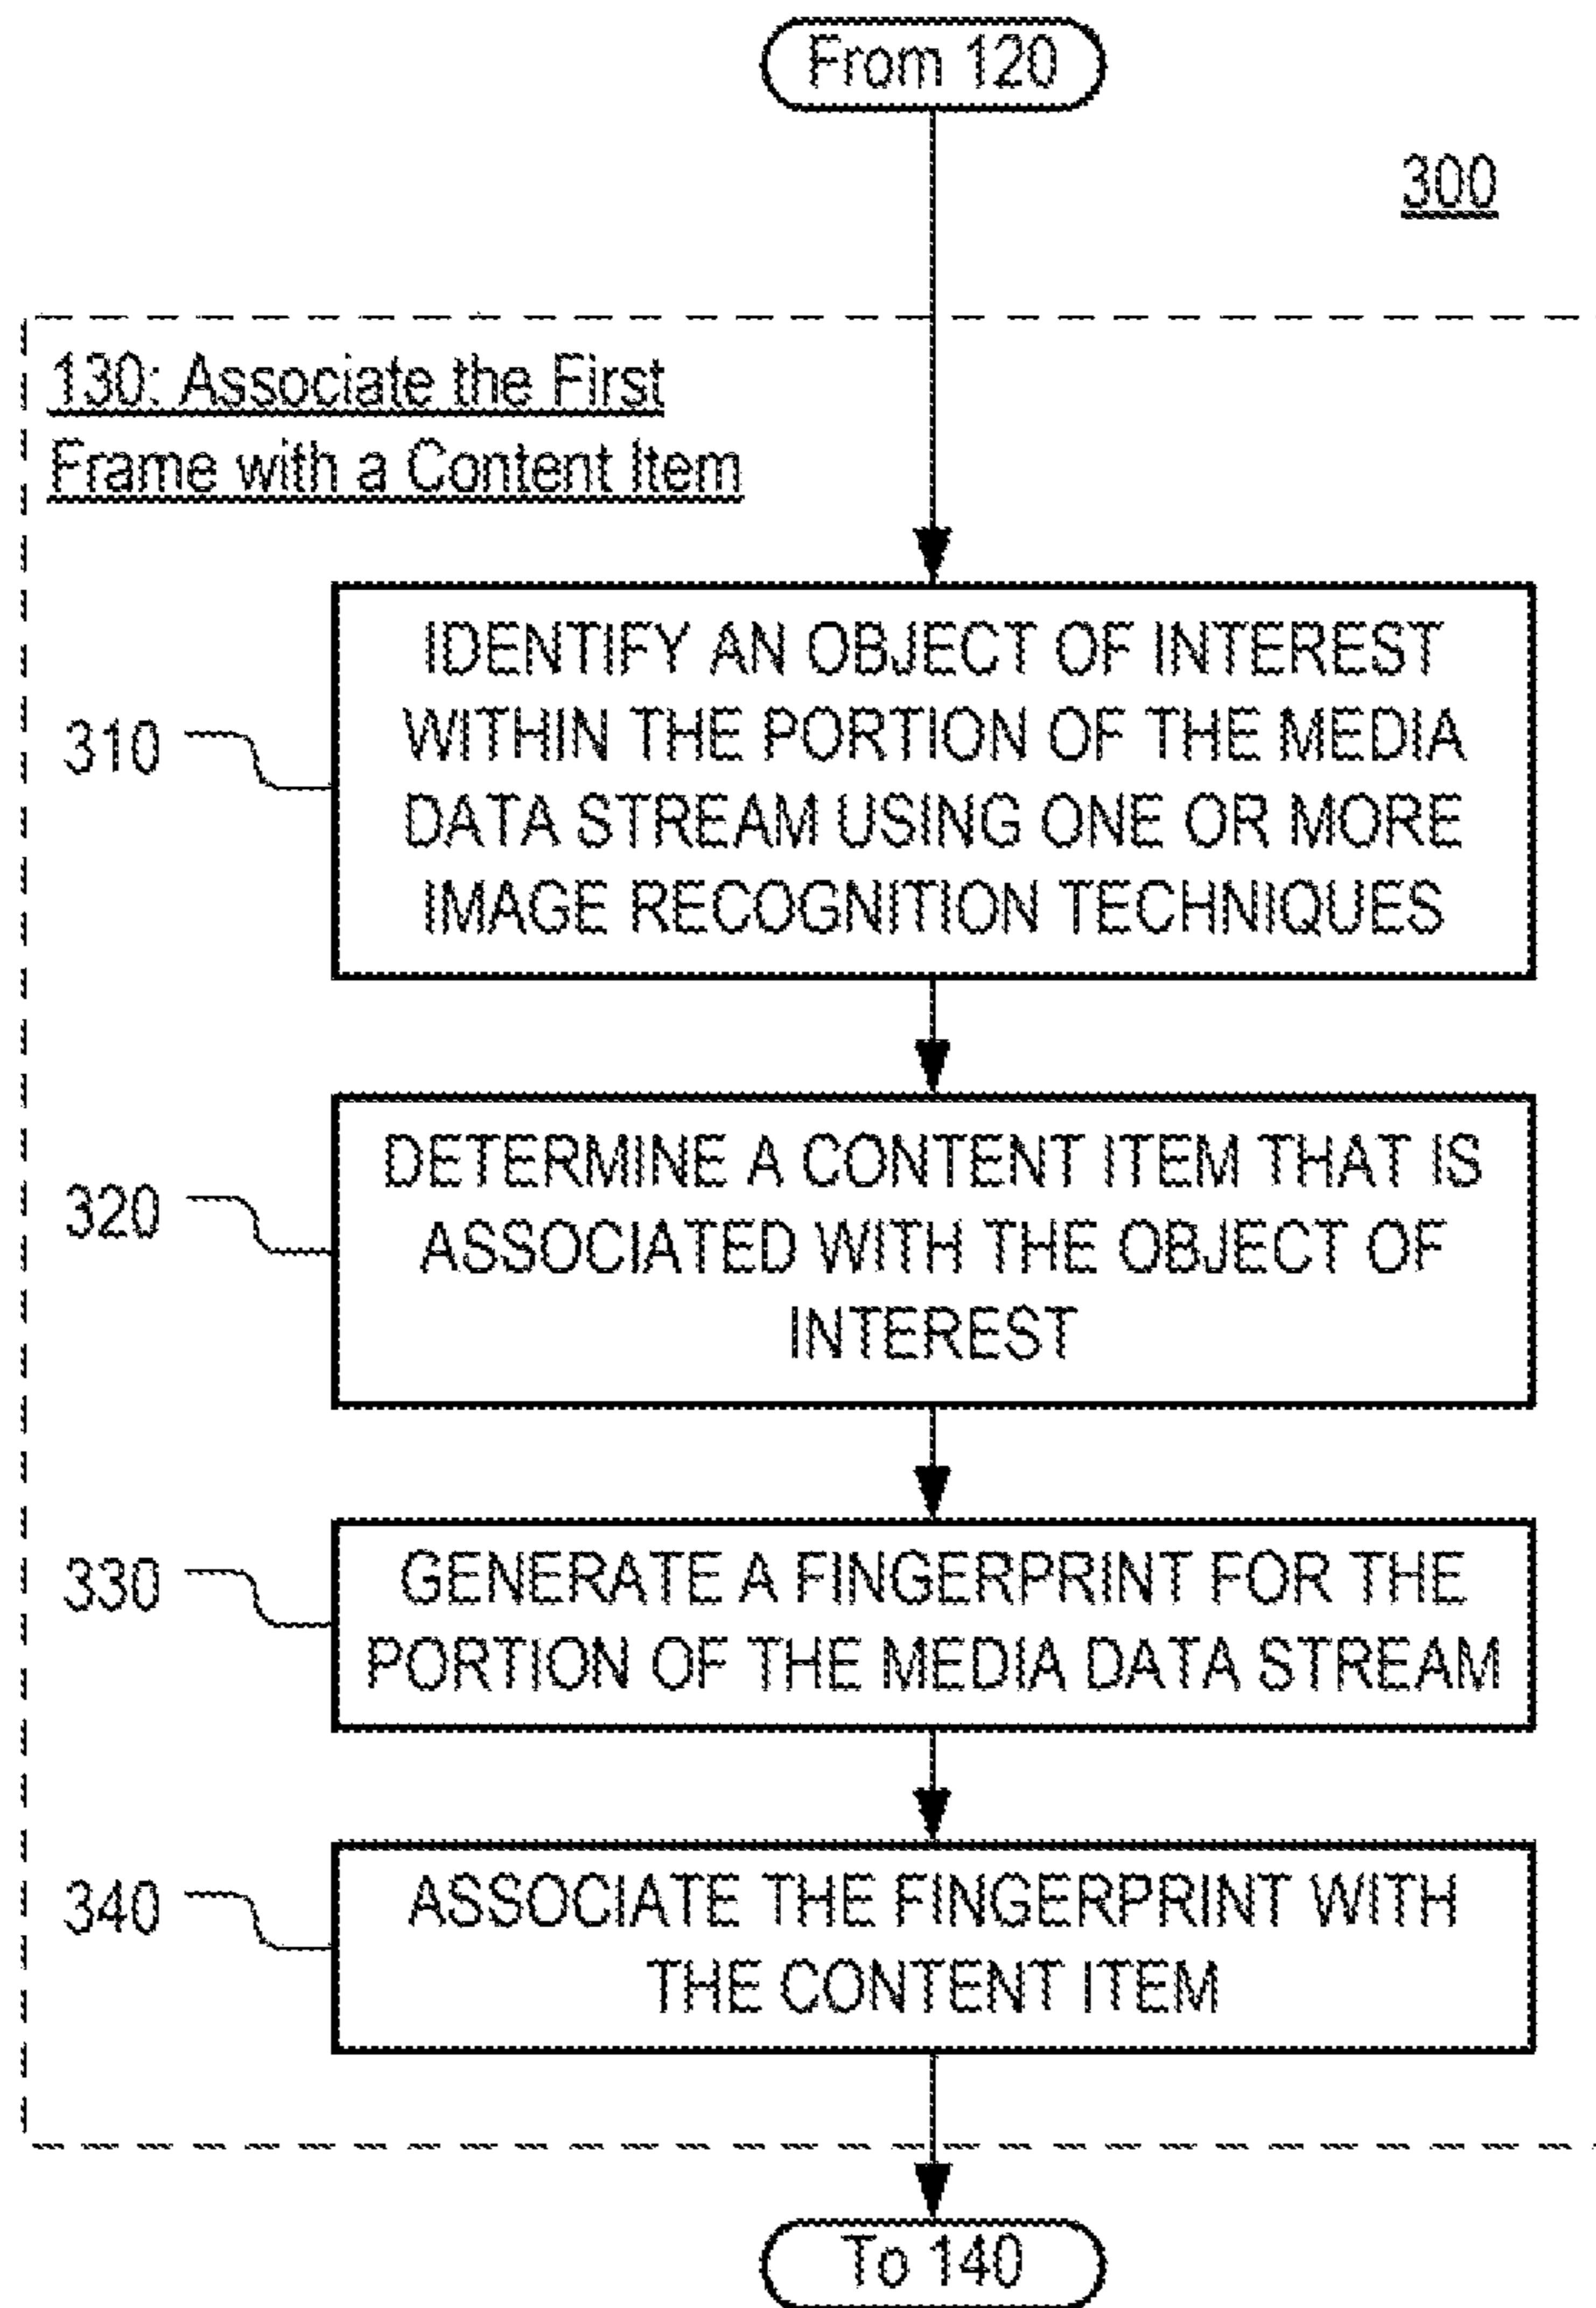 From 120
300
130: Associate the First
Frame with a Content Item
310
IDENTIFY AN OBJECT OF INTEREST
WITHIN THE PORTION OF THE MEDIA
DATA STREAM USING ONE OR MORE
IMAGE RECOGNITION TECHNIQUES
320
DETERMINE A CONTENT ITEM THAT IS
ASSOCIATED WITH THE OBJECT OF
INTEREST
330
GENERATE A FINGERPRINT FOR THE
PORTION OF THE MEDIA DATA STREAM
340
ASSOCIATE THE FINGERPRINT WITH
THE CONTENT ITEM
To 140